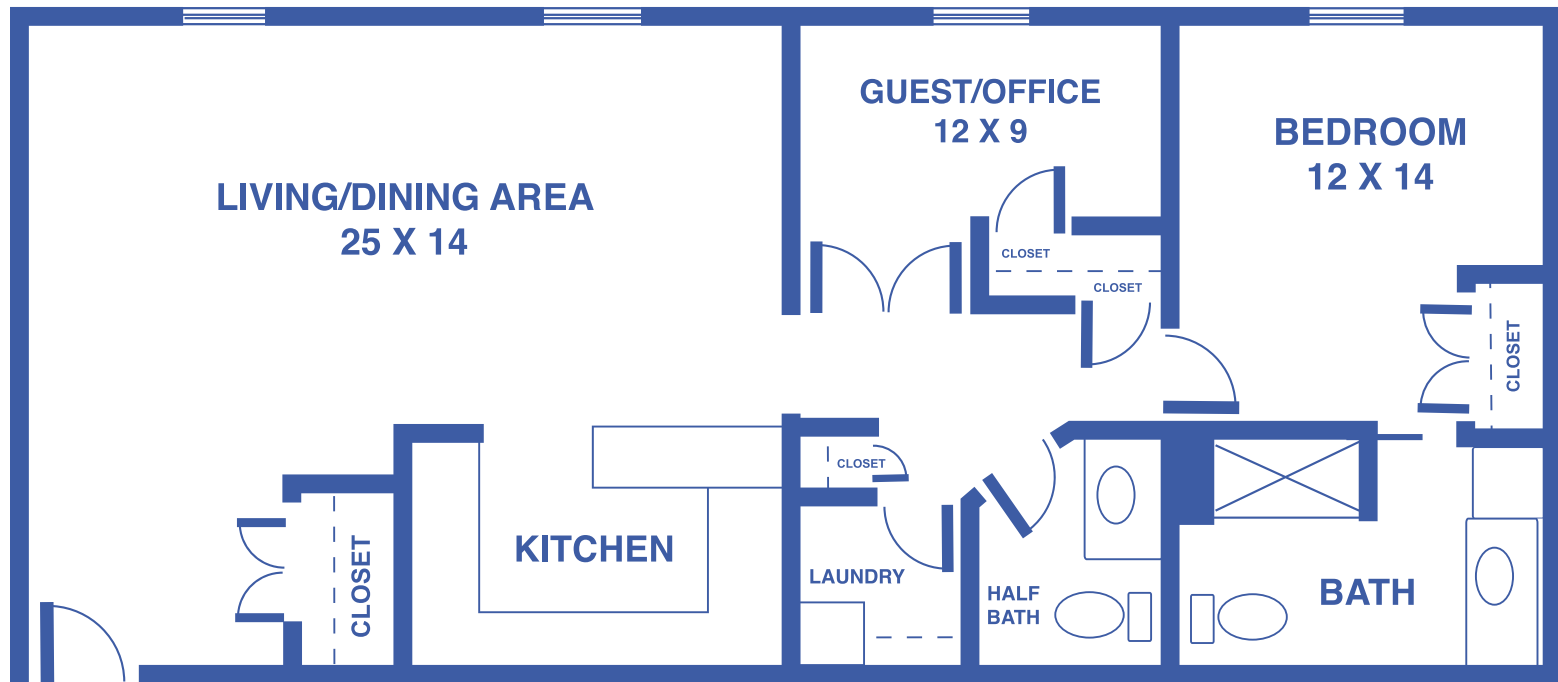 LIVING/DINING AREA
25 X 14
GUEST/OFFICE
12 X 9
BEDROOM
12 X 14
CLOSET
CLOSET
CLOSET
CLOSET
KITCHEN
CLOSET
LAUNDRY
HALF
BATH
BATH